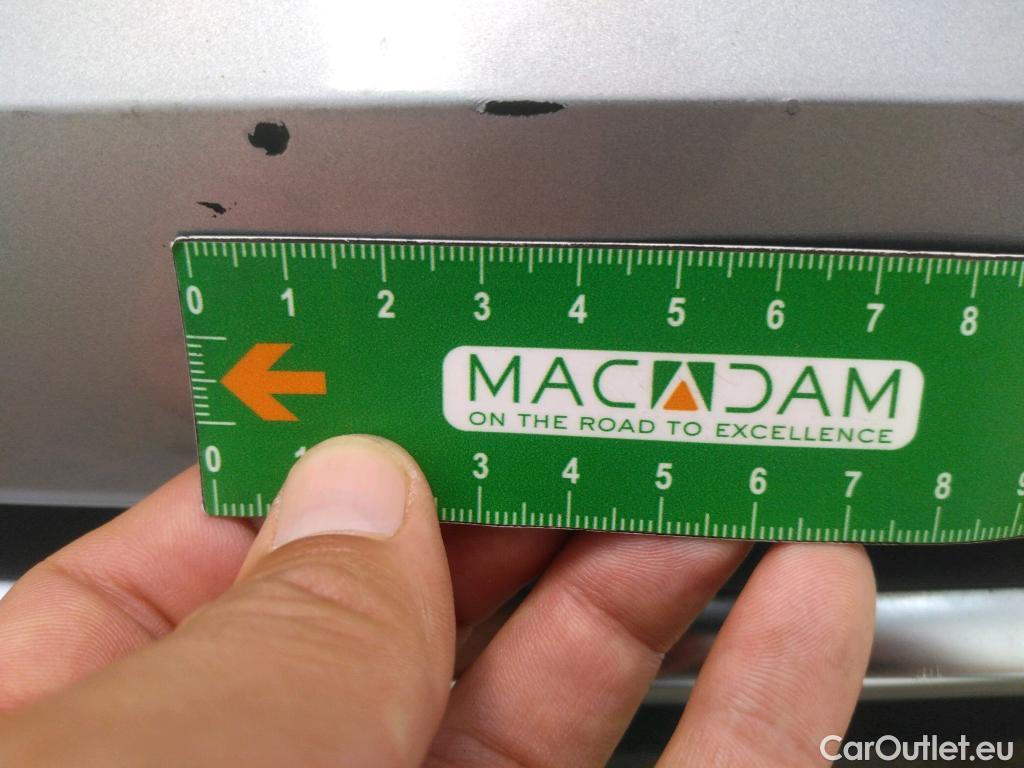 0 1 2 3 4 5 6 7 8
MACADAM
ON THE ROAD TO EXCELLENCE
0 1 3 4 5 6 7 8 9
CarOutlet.eu